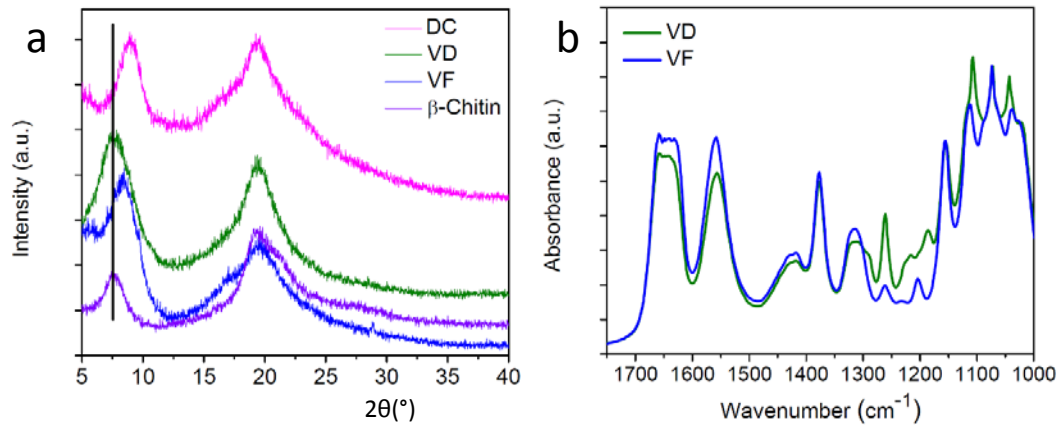 a
DC
VD
VF
β-Chitin
Intensity (a.u.)
5 10 15 20 25 30 35 40
2θ(°)
b
VD
VF
Absorbance (a.u.)
1700 1600 1500 1400 1300 1200 1100 1000
Wavenumber (cm⁻¹)